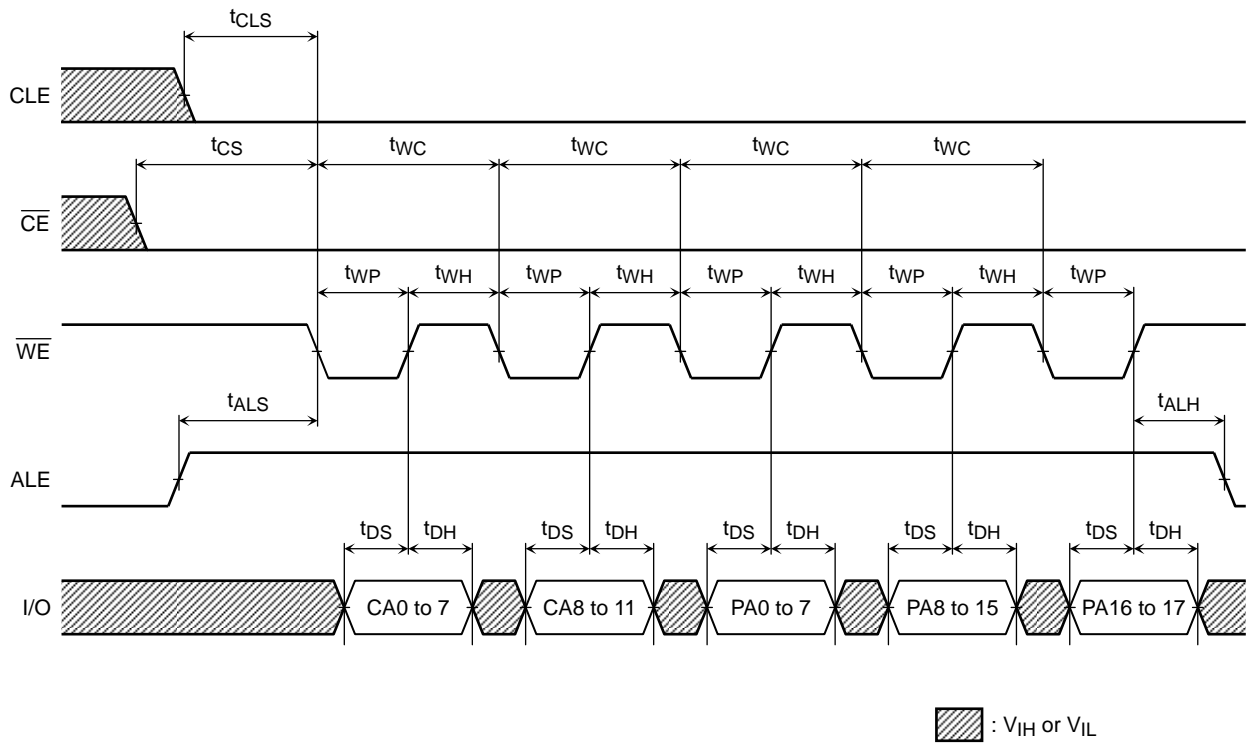 tCLS
CLE
tCS tWC tWC tWC tWC
CE
tWP tWH tWP tWH tWP tWH tWP tWH tWP
WE
tALS tALH
ALE
tDS tDH tDS tDH tDS tDH tDS tDH tDS tDH
I/O CA0 to 7 CA8 to 11 PA0 to 7 PA8 to 15 PA16 to 17
: VIH or VIL